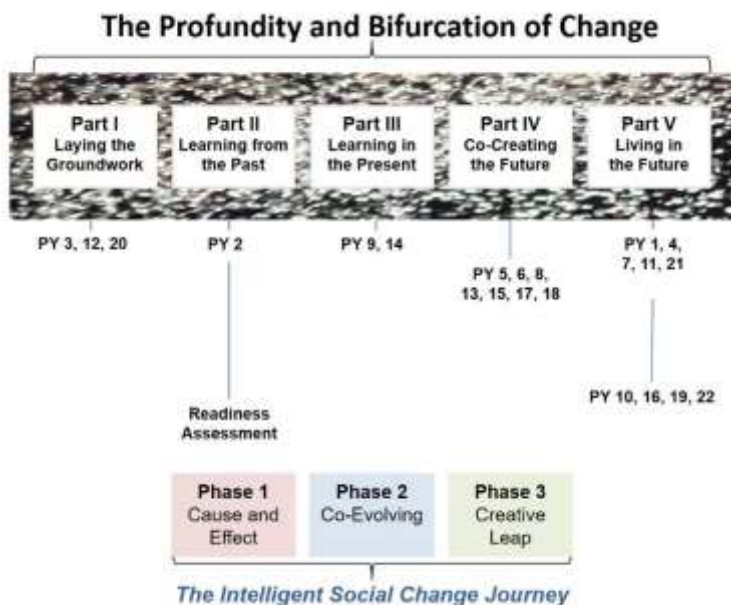 The Profundity and Bifurcation of Change
Part I
Laying the
Groundwork
Part II
Learning from
the Past
Part III
Learning in
the Present
Part IV
Co-Creating
the Future
Part V
Living in
the Future
PY 3, 12, 20
PY 2
PY 9, 14
PY 5, 6, 8,
13, 15, 17, 18
PY 1, 4,
7, 11, 21
PY 10, 16, 19, 22
Readiness
Assessment
Phase 1
Cause and
Effect
Phase 2
Co-Evolving
Phase 3
Creative
Leap
The Intelligent Social Change Journey